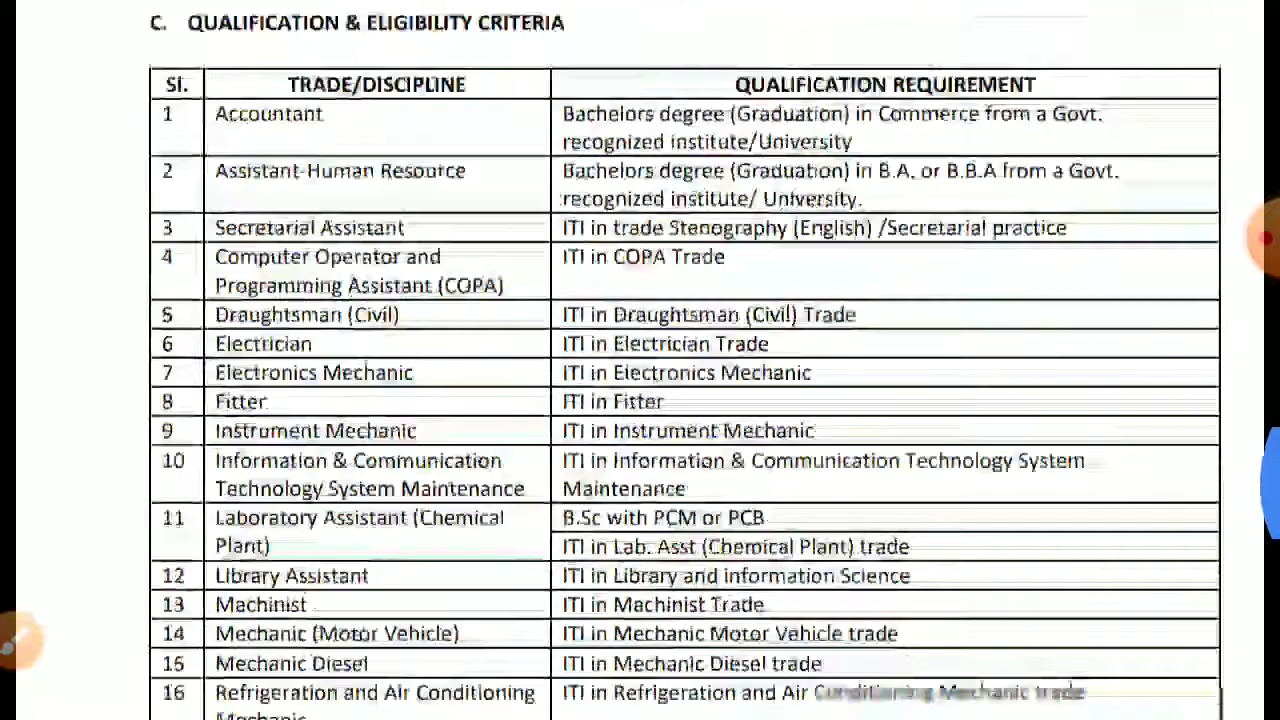 C. QUALIFICATION & ELIGIBILITY CRITERIA
Sl. TRADE/DISCIPLINE QUALIFICATION REQUIREMENT
1 Accountant Bachelors degree (Graduation) in Commerce from a Govt.
recognized institute/University
2 Assistant-Human Resource Bachelors degree (Graduation) in B.A. or B.B.A from a Govt.
recognized institute/ University.
3 Secretarial Assistant ITI in trade Stenography (English) /Secretarial practice
4 Computer Operator and ITI in COPA Trade
Programming Assistant (COPA)
5 Draughtsman (Civil) ITI in Draughtsman (Civil) Trade
6 Electrician ITI in Electrician Trade
7 Electronics Mechanic ITI in Electronics Mechanic
8 Fitter ITI in Fitter
9 Instrument Mechanic ITI in Instrument Mechanic
10 Information & Communication ITI in Information & Communication Technology System
Technology System Maintenance Maintenance
11 Laboratory Assistant (Chemical B.Sc with PCM or PCB
Plant) ITI in Lab. Asst (Chemical Plant) trade
12 Library Assistant ITI in Library and information Science
13 Machinist ITI in Machinist Trade
14 Mechanic (Motor Vehicle) ITI in Mechanic Motor Vehicle trade
15 Mechanic Diesel ITI in Mechanic Diesel trade
16 Refrigeration and Air Conditioning ITI in Refrigeration and Air Conditioning Mechanic trade
Mechanic